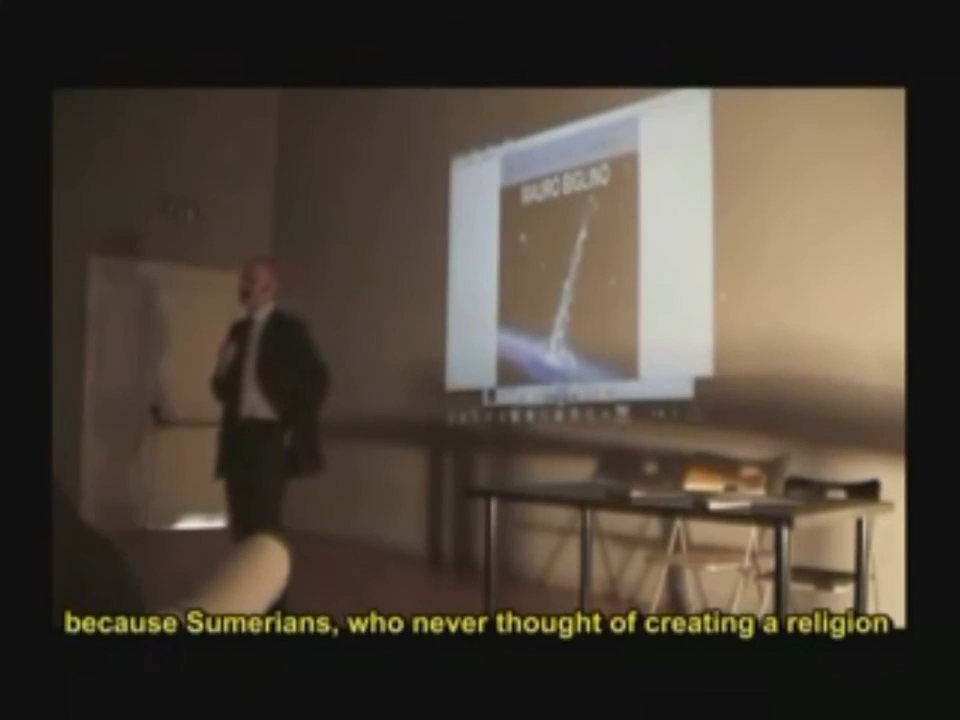 MAURO BIGLINO
because Sumerians, who never thought of creating a religion